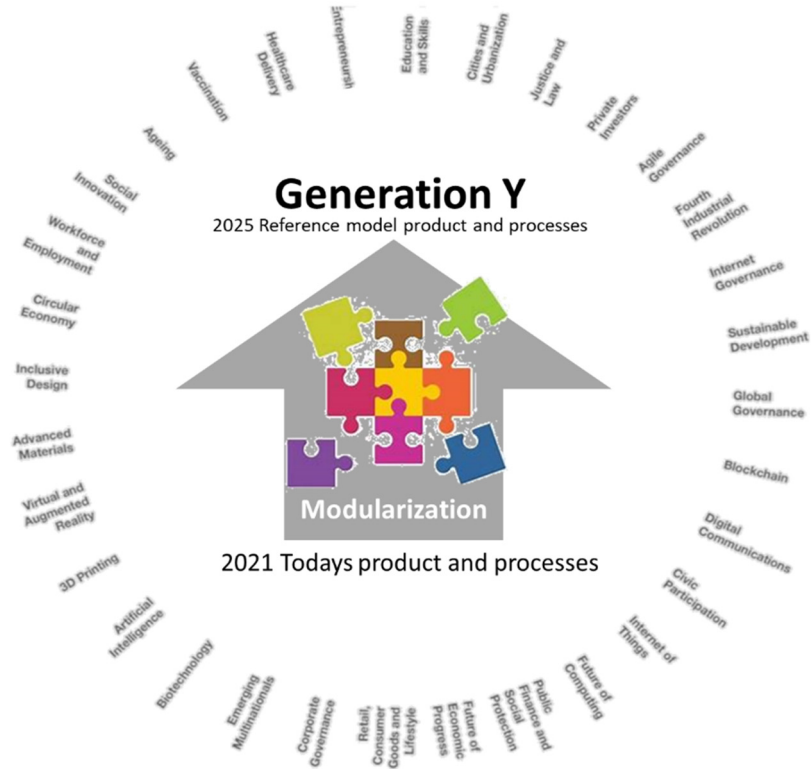 Entrepreneurship
Education
and Skills
Cities and
Urbanization
Justice and
Law
Private
Investors
Agile
Governance
Fourth
Industrial
Revolution
Internet
Governance
Sustainable
Development
Global
Governance
Blockchain
Digital
Communications
Civic
Participation
Internet of
Things
Future of
Computing
Public
Finance and
Social
Protection
Future of
Economic
Progress
Retail,
Consumer
Goods and
Lifestyle
Corporate
Governance
Emerging
Multinationals
Biotechnology
Artificial
Intelligence
3D Printing
Virtual and
Augmented
Reality
Advanced
Materials
Inclusive
Design
Circular
Economy
Workforce
and
Employment
Social
Innovation
Ageing
Vaccination
Healthcare
Delivery
Generation Y
2025 Reference model product and processes
Modularization
2021 Todays product and processes